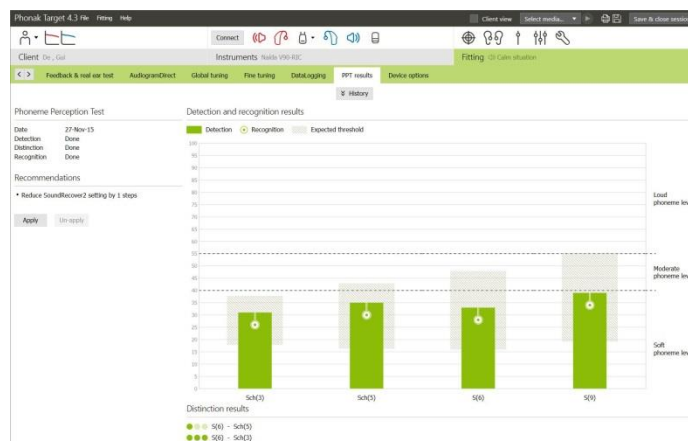 Phonak Target 4.3 File Fitting Help
Client view Select media... Save & close session
Connect
Client De , Gui
Instruments Naída V90-RIC
Fitting Calm situation
Feedback & real ear test AudiogramDirect Global tuning Fine tuning DataLogging PPT results Device options
History
Phoneme Perception Test
Date 27-Nov-15
Detection Done
Distinction Done
Recognition Done
Recommendations
• Reduce SoundRecover2 setting by 1 steps
Apply Un-apply
Detection and recognition results
Detection Recognition Expected threshold
100
95
90
85
80
75
70
65
60
55
50
45
40
35
30
25
20
15
10
5
0
Loud
phoneme lev
Moderate
phoneme lev
Soft
phoneme lev
Sch(3) Sch(5) S(6) S(9)
Distinction results
S(6) - Sch(5)
S(6) - Sch(3)